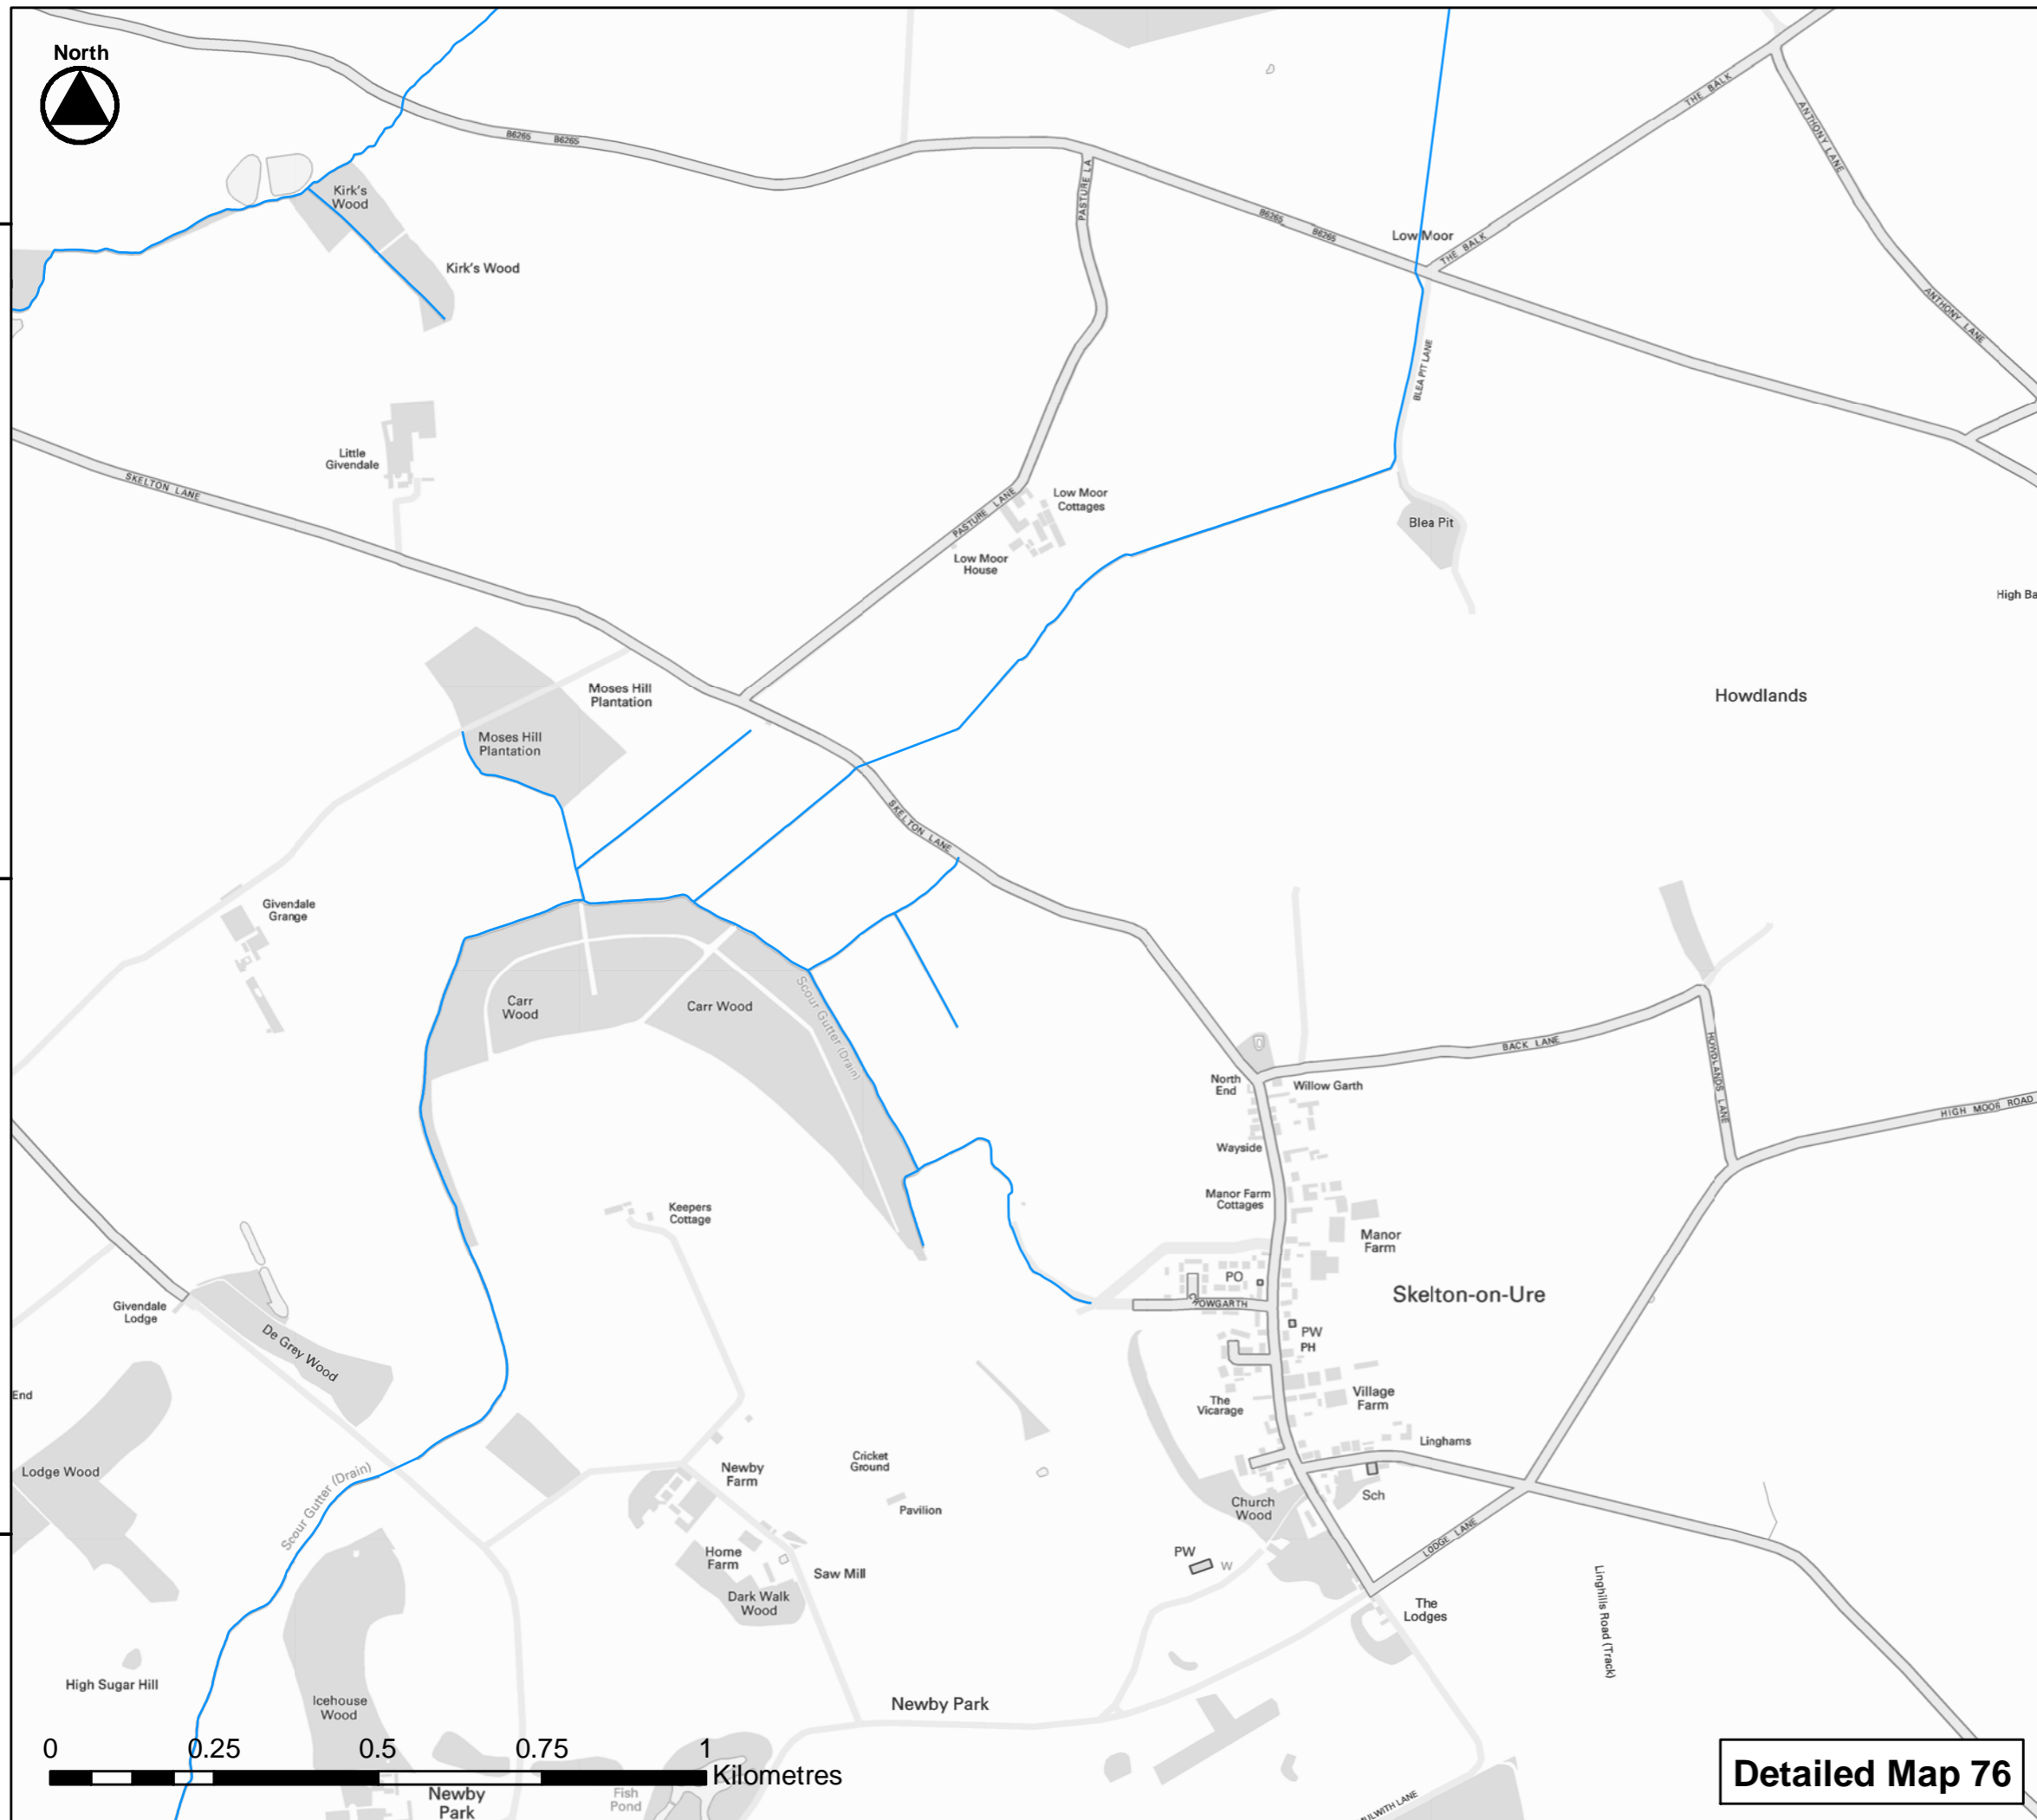 North
B6265
B6265
THE BALK
ANTHONY LANE
PASTURE LA
Kirk's
Wood
B6265
B6265
Low Moor
THE BALK
Kirk's Wood
ANTHONY LANE
BLEA PIT LANE
Little
Givendale
SKELTON LANE
PASTURE LANE
Low Moor
Cottages
Blea Pit
Low Moor
House
High Ba
Moses Hill
Plantation
Howdlands
Moses Hill
Plantation
SKELTON LANE
Givendale
Grange
Carr
Wood
Carr Wood
Scour Gutter (Drain)
BACK LANE
HOWDLANDS LANE
North
End
Willow Garth
HIGH MOOR ROAD
Wayside
Manor Farm
Cottages
Keepers
Cottage
Manor
Farm
PO
Skelton-on-Ure
CROWGARTH
Givendale
Lodge
De Grey Wood
PW
PH
End
The
Vicarage
Village
Farm
Linghams
Lodge Wood
Scour Gutter (Drain)
Newby
Farm
Cricket
Ground
Pavilion
Church
Wood
Sch
LODGE LANE
Home
Farm
Saw Mill
PW
W
Dark Walk
Wood
The
Lodges
Linghills Road (Track)
High Sugar Hill
Icehouse
Wood
Newby Park
0 0.25 0.5 0.75 1
Kilometres
Newby
Park
Fish
Pond
ULWITH LANE
Detailed Map 76